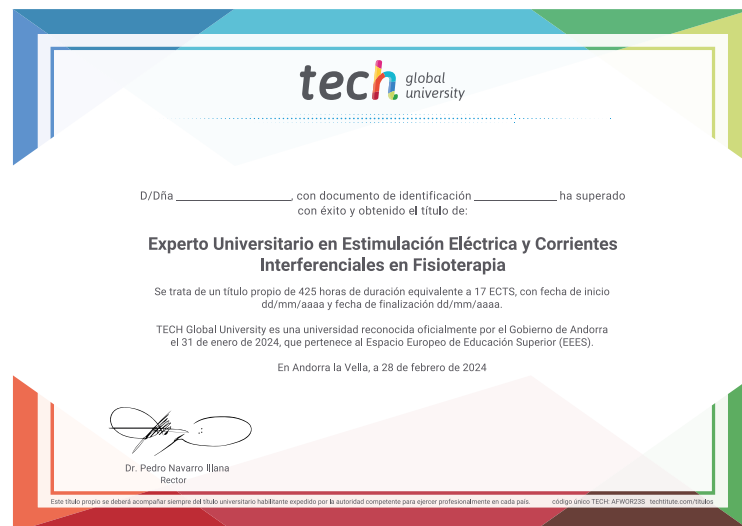 tech global university
D/Dña ____________________, con documento de identificación ______________ ha superado
con éxito y obtenido el título de:
Experto Universitario en Estimulación Eléctrica y Corrientes
Interferenciales en Fisioterapia
Se trata de un título propio de 425 horas de duración equivalente a 17 ECTS, con fecha de inicio
dd/mm/aaaa y fecha de finalización dd/mm/aaaa.
TECH Global University es una universidad reconocida oficialmente por el Gobierno de Andorra
el 31 de enero de 2024, que pertenece al Espacio Europeo de Educación Superior (EEES).
En Andorra la Vella, a 28 de febrero de 2024
Dr. Pedro Navarro Illana
Rector
Este título propio se deberá acompañar siempre del título universitario habilitante expedido por la autoridad competente para ejercer profesionalmente en cada país. código único TECH: AFWOR23S techtitute.com/titulos